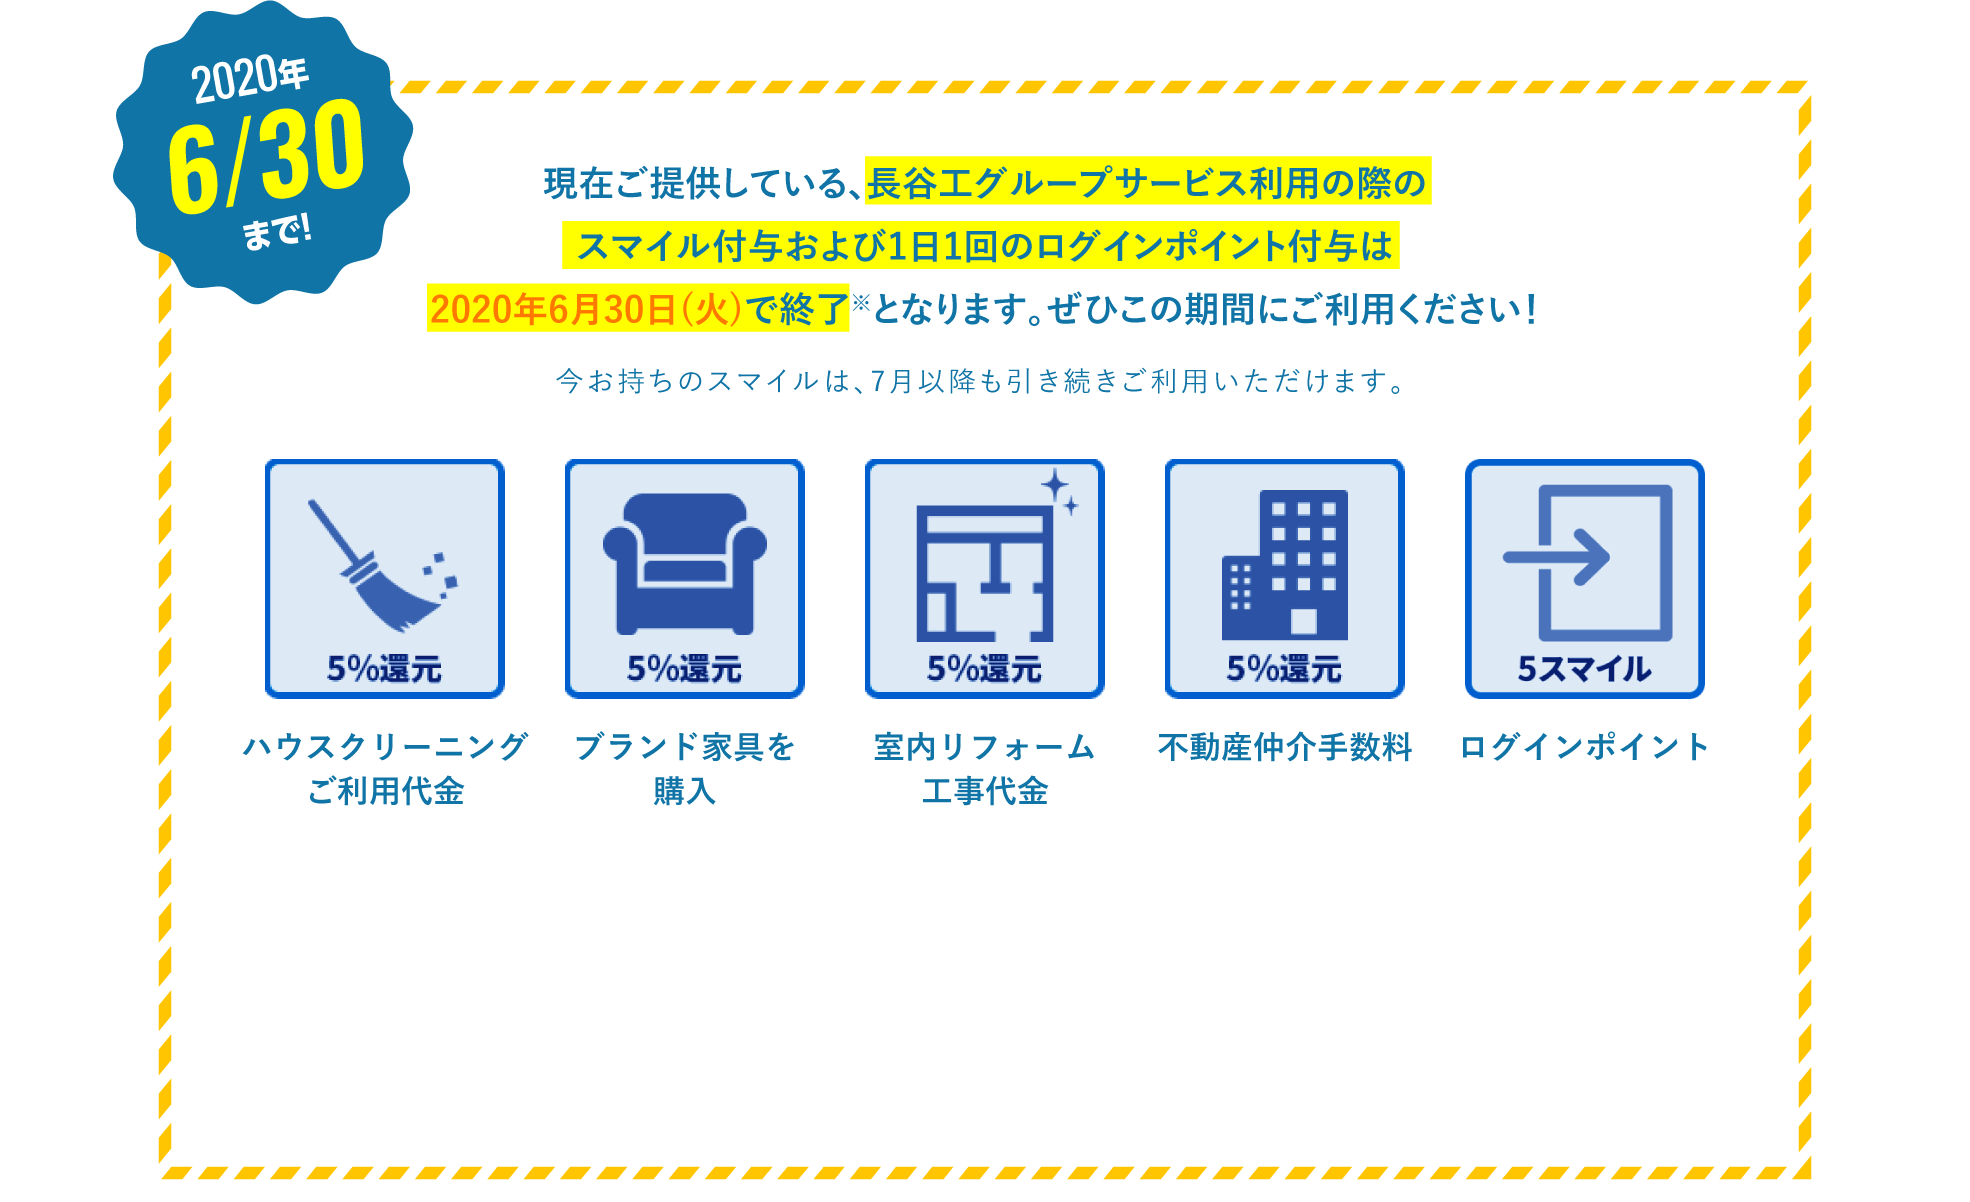 2020年
6/30
まで!
現在ご提供している、長谷工グループサービス利用の際の
スマイル付与および1日1回のログインポイント付与は
2020年6月30日(火)で終了※となります。ぜひこの期間にご利用ください!
今お持ちのスマイルは、7月以降も引き続きご利用いただけます。
5%還元
5%還元
5%還元
5%還元
5スマイル
ハウスクリーニング
ご利用代金
ブランド家具を
購入
室内リフォーム
工事代金
不動産仲介手数料
ログインポイント